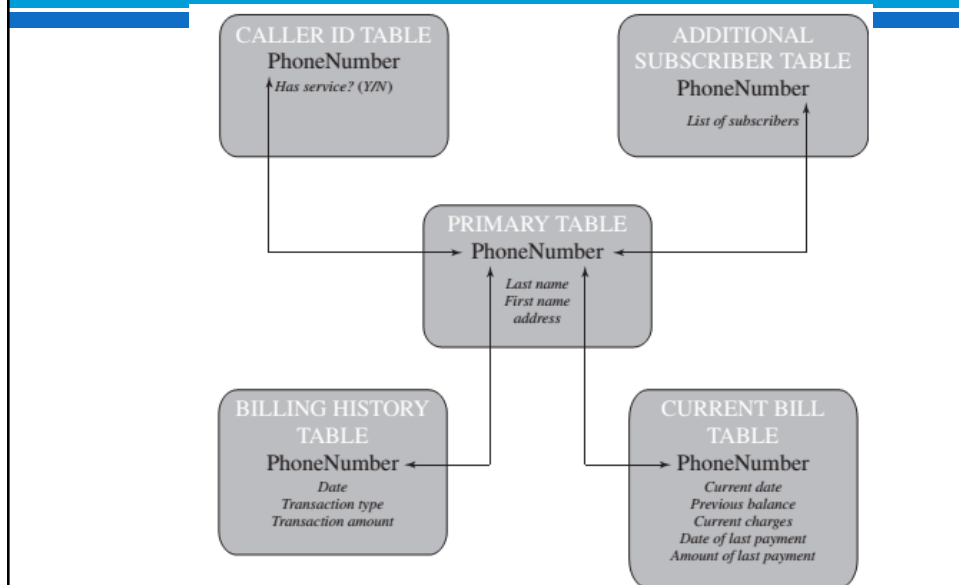 CALLER ID TABLE
PhoneNumber
Has service? (Y/N)
ADDITIONAL
SUBSCRIBER TABLE
PhoneNumber
List of subscribers
PRIMARY TABLE
PhoneNumber
Last name
First name
address
BILLING HISTORY
TABLE
PhoneNumber
Date
Transaction type
Transaction amount
CURRENT BILL
TABLE
PhoneNumber
Current date
Previous balance
Current charges
Date of last payment
Amount of last payment